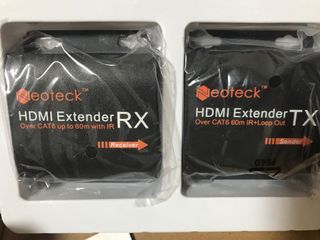 Neoteck™
HDMI Extender RX
Over CAT6 up to 60m with IR
Receiver
Neoteck™
HDMI Extender TX
Over CAT6 60m IR+Loop Out
Sender